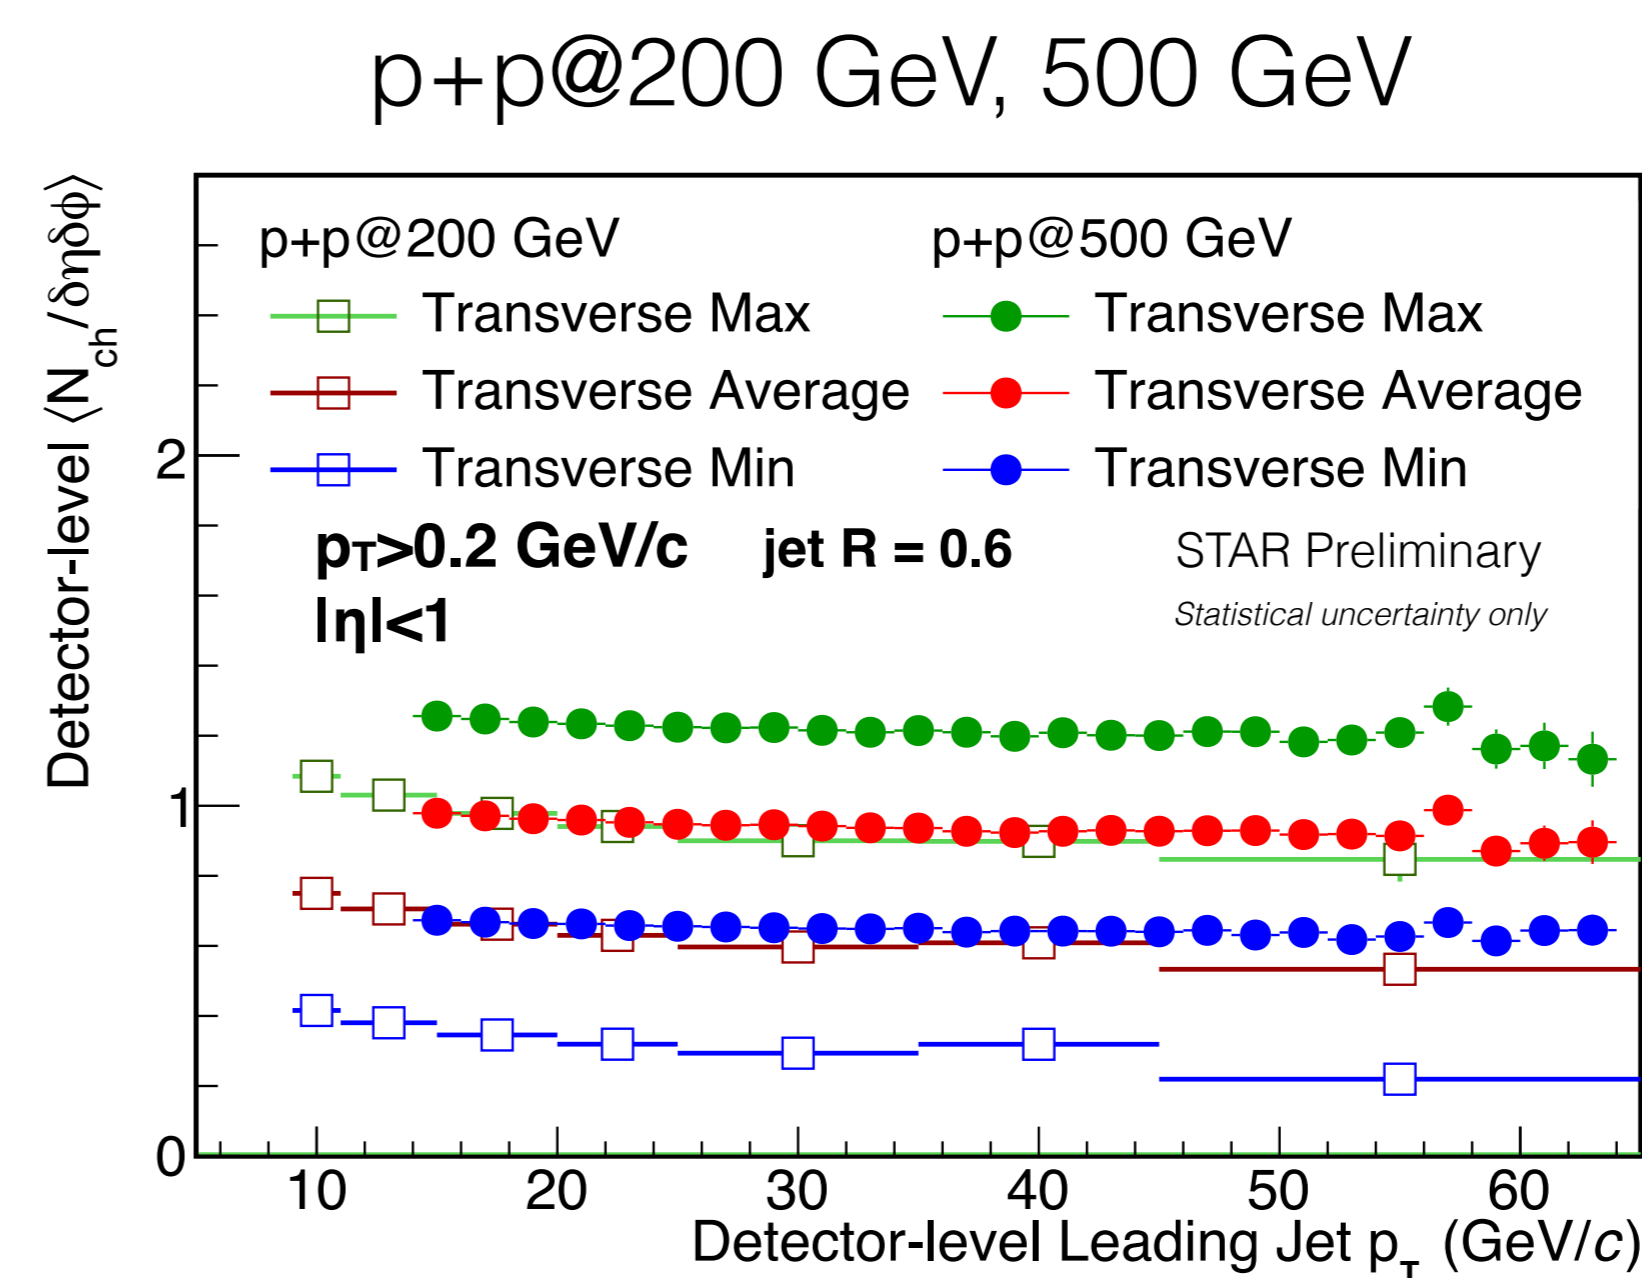 p+p@200 GeV, 500 GeV
Detector-level ⟨N_ch/δηδϕ⟩
p+p@200 GeV
Transverse Max
Transverse Average
Transverse Min
p+p@500 GeV
Transverse Max
Transverse Average
Transverse Min
pT>0.2 GeV/c jet R = 0.6
|η|<1
STAR Preliminary
Statistical uncertainty only
2
1
0
10 20 30 40 50 60
Detector-level Leading Jet p_T (GeV/c)